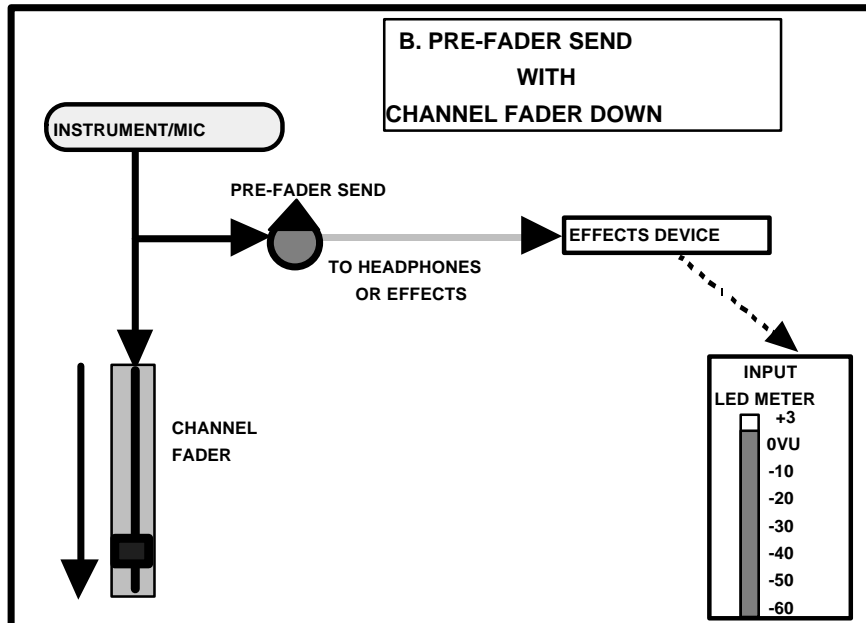 B. PRE-FADER SEND
WITH
CHANNEL FADER DOWN
INSTRUMENT/MIC
PRE-FADER SEND
EFFECTS DEVICE
TO HEADPHONES
OR EFFECTS
CHANNEL
FADER
INPUT
LED METER
+3
0VU
-10
-20
-30
-40
-50
-60